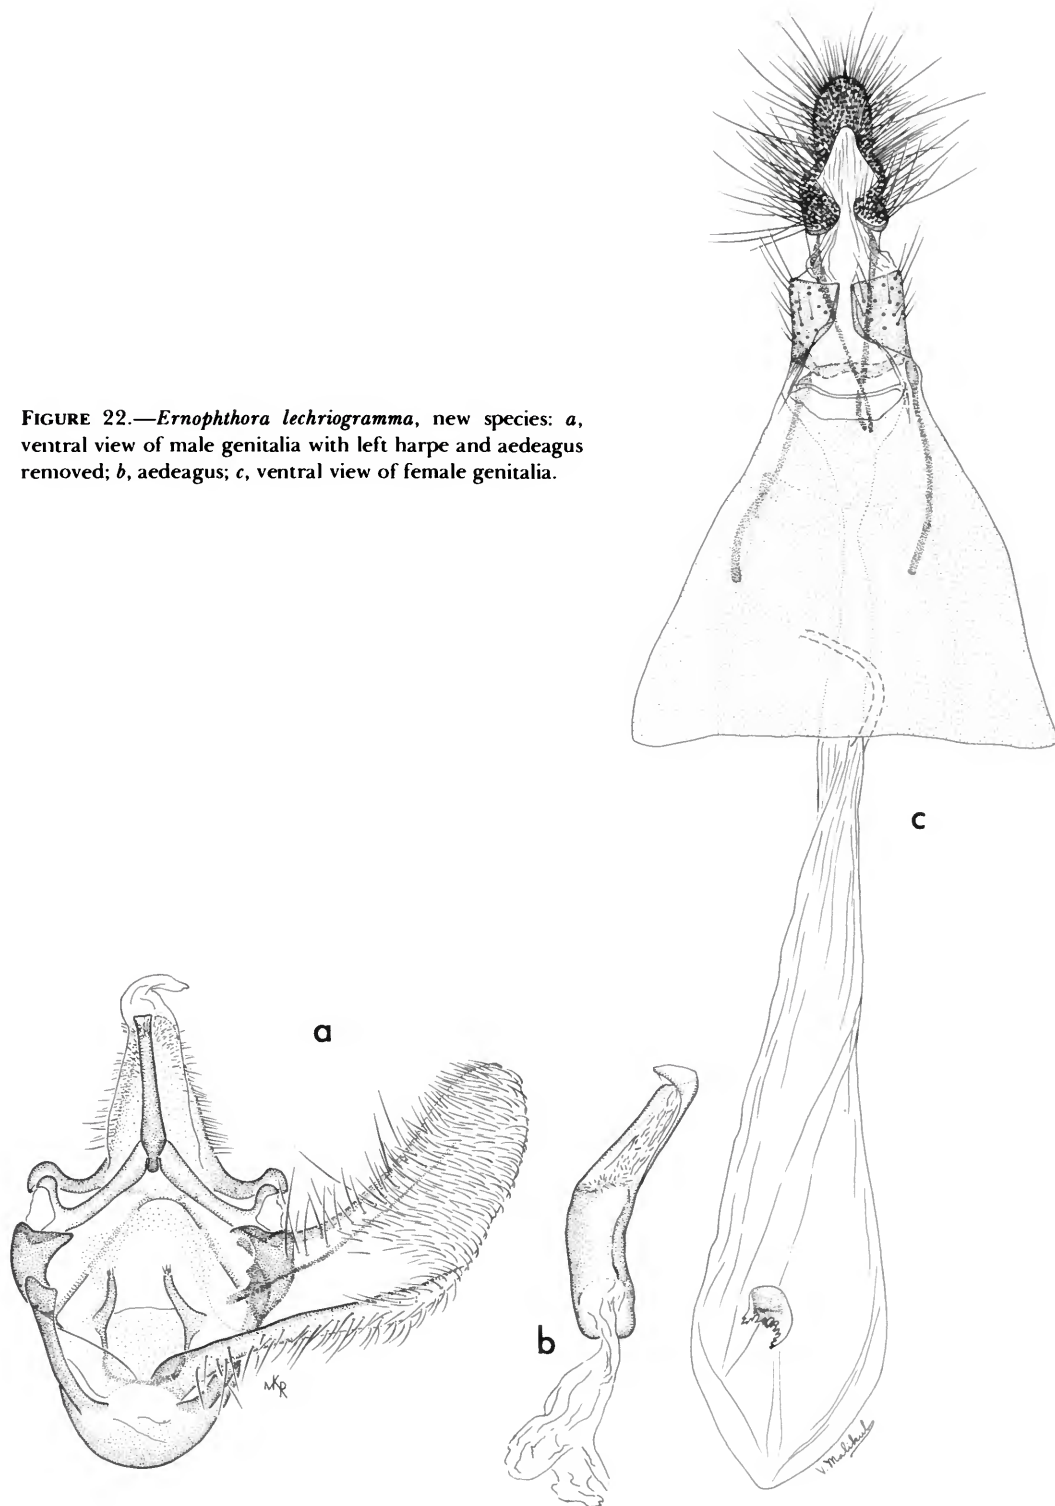 FIGURE 22.—Ernophthora lechriogramma, new species: a,
ventral view of male genitalia with left harpe and aedeagus
removed; b, aedeagus; c, ventral view of female genitalia.
c
a
b
V. Malikul